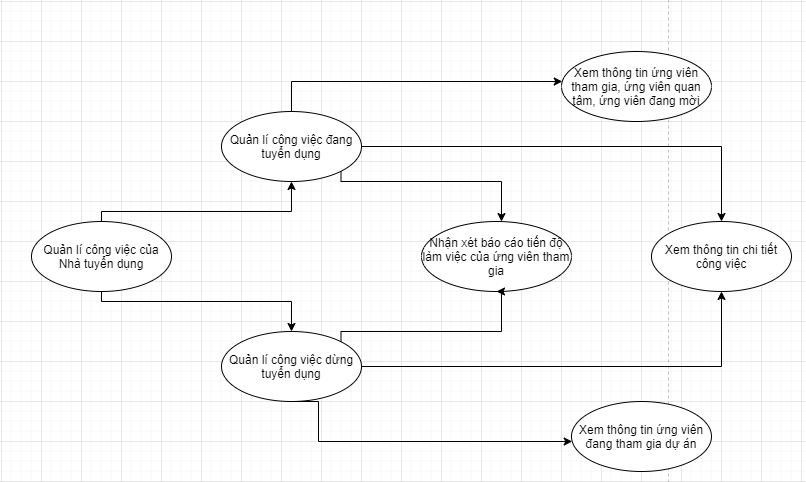 Xem thông tin ứng viên
tham gia, ứng viên quan
tâm, ứng viên đang mời
Quản lí công việc đang
tuyển dụng
Quản lí công việc của
Nhà tuyển dụng
Nhận xét báo cáo tiến độ
làm việc của ứng viên tham
gia
Xem thông tin chi tiết
công việc
Quản lí công việc dừng
tuyển dụng
Xem thông tin ứng viên
đang tham gia dự án